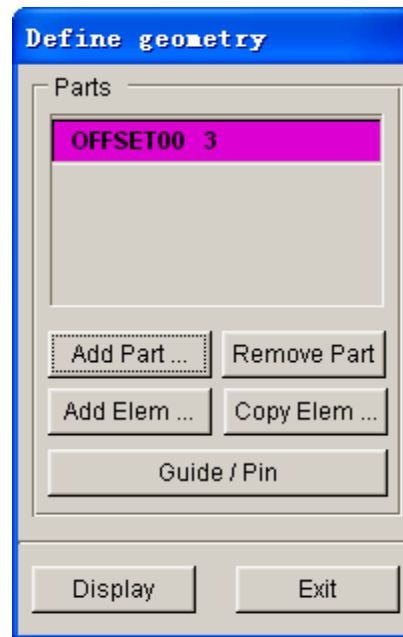 Define geometry
Parts
OFFSET00 3
Add Part ... Remove Part
Add Elem ... Copy Elem ...
Guide / Pin
Display Exit